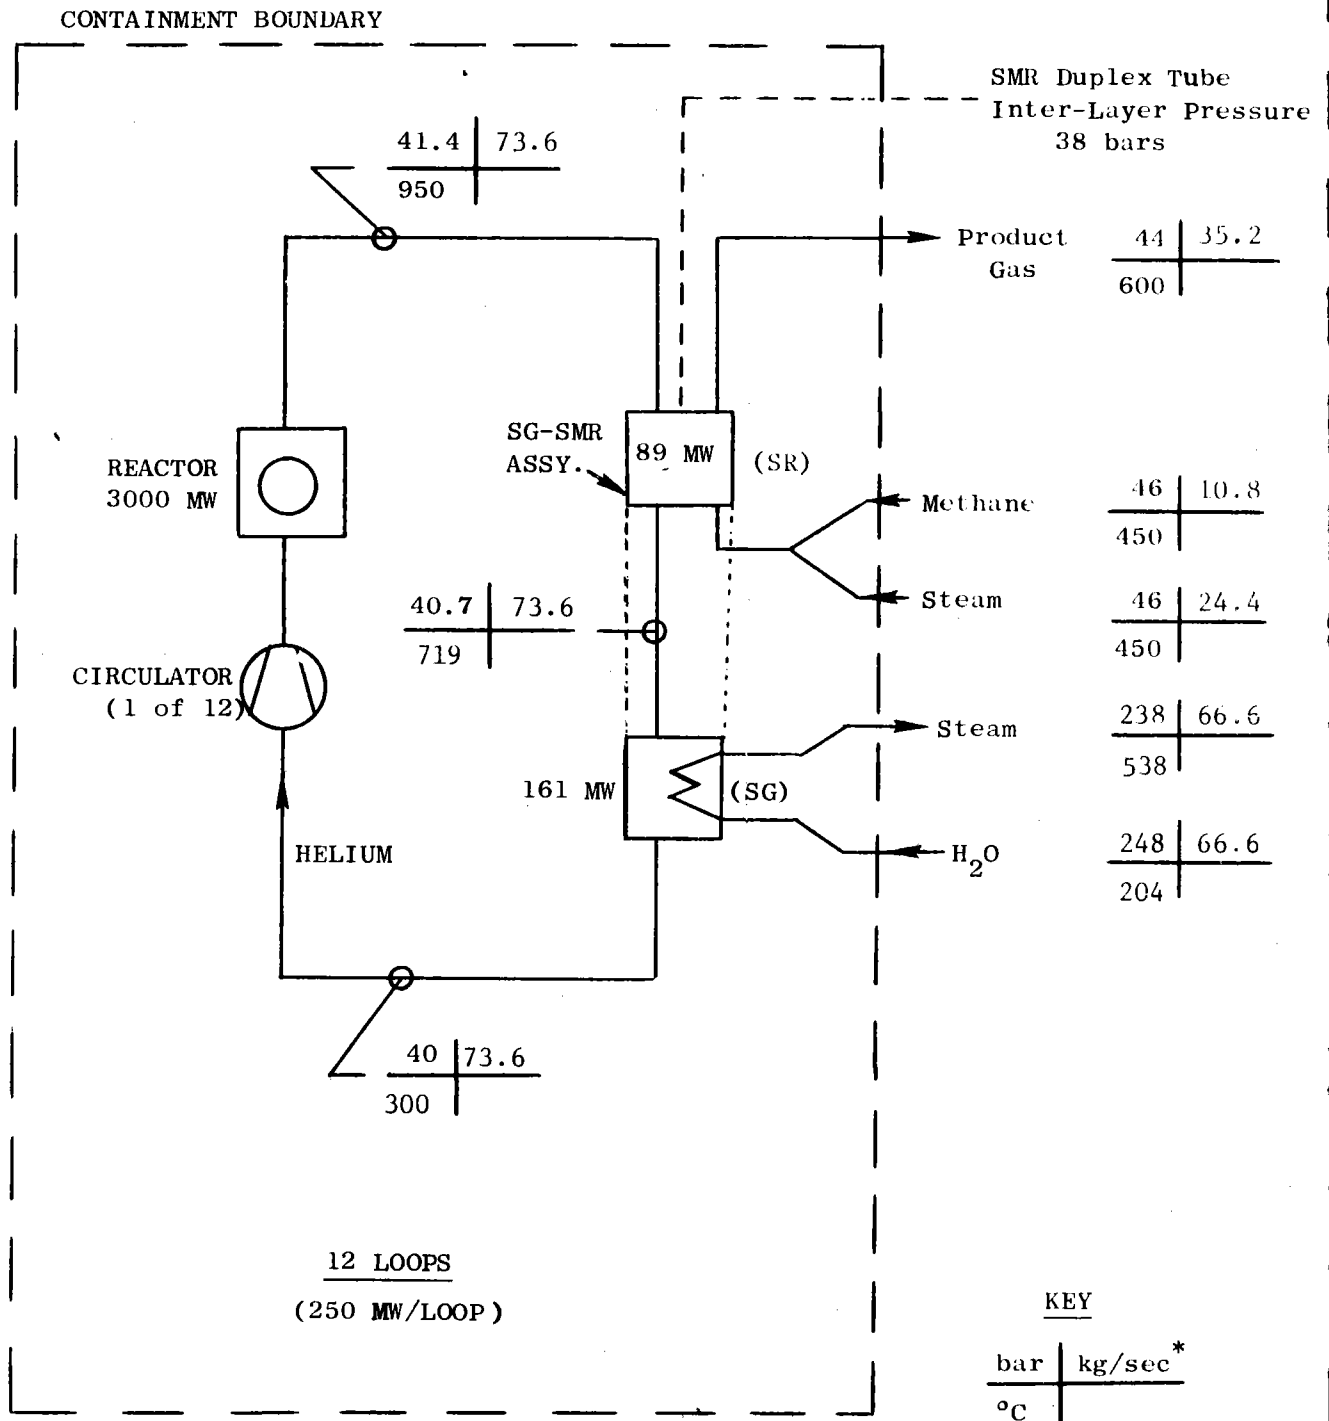 CONTAINMENT BOUNDARY
SMR Duplex Tube
Inter-Layer Pressure
38 bars
41.4 73.6
950
Product
Gas
44 35.2
600
SG-SMR
ASSY.
89 MW
(SR)
REACTOR
3000 MW
Methane
46 10.8
450
Steam
46 24.4
450
40.7 73.6
719
CIRCULATOR
(1 of 12)
Steam
238 66.6
538
161 MW
(SG)
HELIUM
H2O
248 66.6
204
40 73.6
300
12 LOOPS
(250 MW/LOOP)
KEY
bar kg/sec*
°C